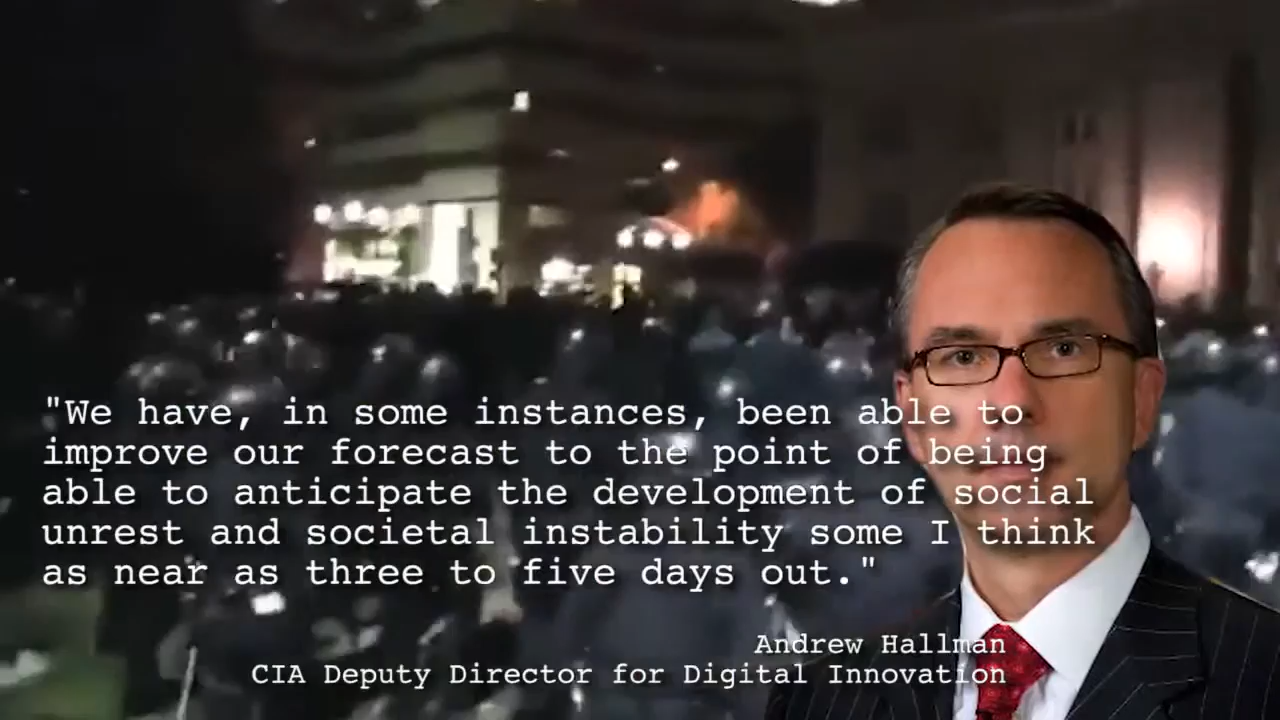 "We have, in some instances, been able to
improve our forecast to the point of being
able to anticipate the development of social
unrest and societal instability some I think
as near as three to five days out."
Andrew Hallman
CIA Deputy Director for Digital Innovation